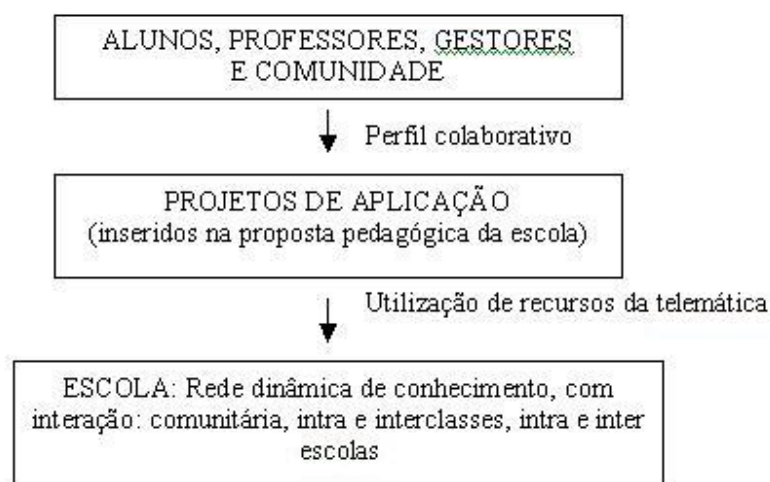 ALUNOS, PROFESSORES, GESTORES
E COMUNIDADE
Perfil colaborativo
PROJETOS DE APLICAÇÃO
(inseridos na proposta pedagógica da escola)
Utilização de recursos da telemática
ESCOLA: Rede dinâmica de conhecimento, com
interação: comunitária, intra e interclasses, intra e inter
escolas